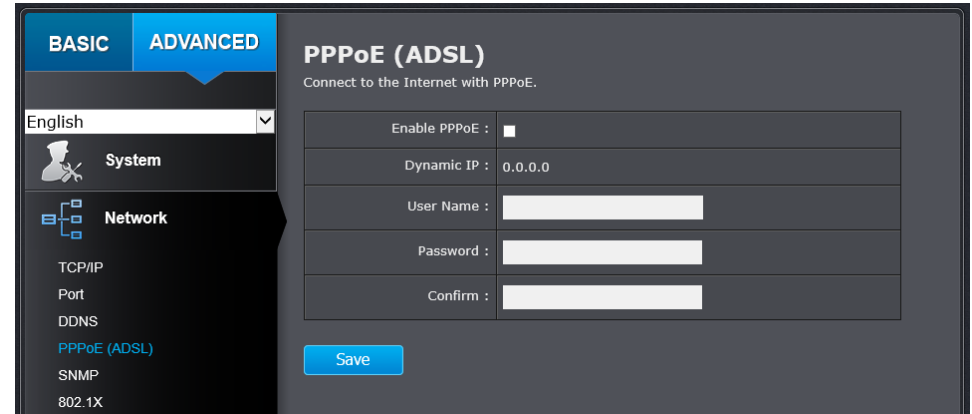 BASIC
ADVANCED
English
System
Network
TCP/IP
Port
DDNS
PPPoE (ADSL)
SNMP
802.1X
PPPoE (ADSL)
Connect to the Internet with PPPoE.
Enable PPPoE :
Dynamic IP : 0.0.0.0
User Name :
Password :
Confirm :
Save